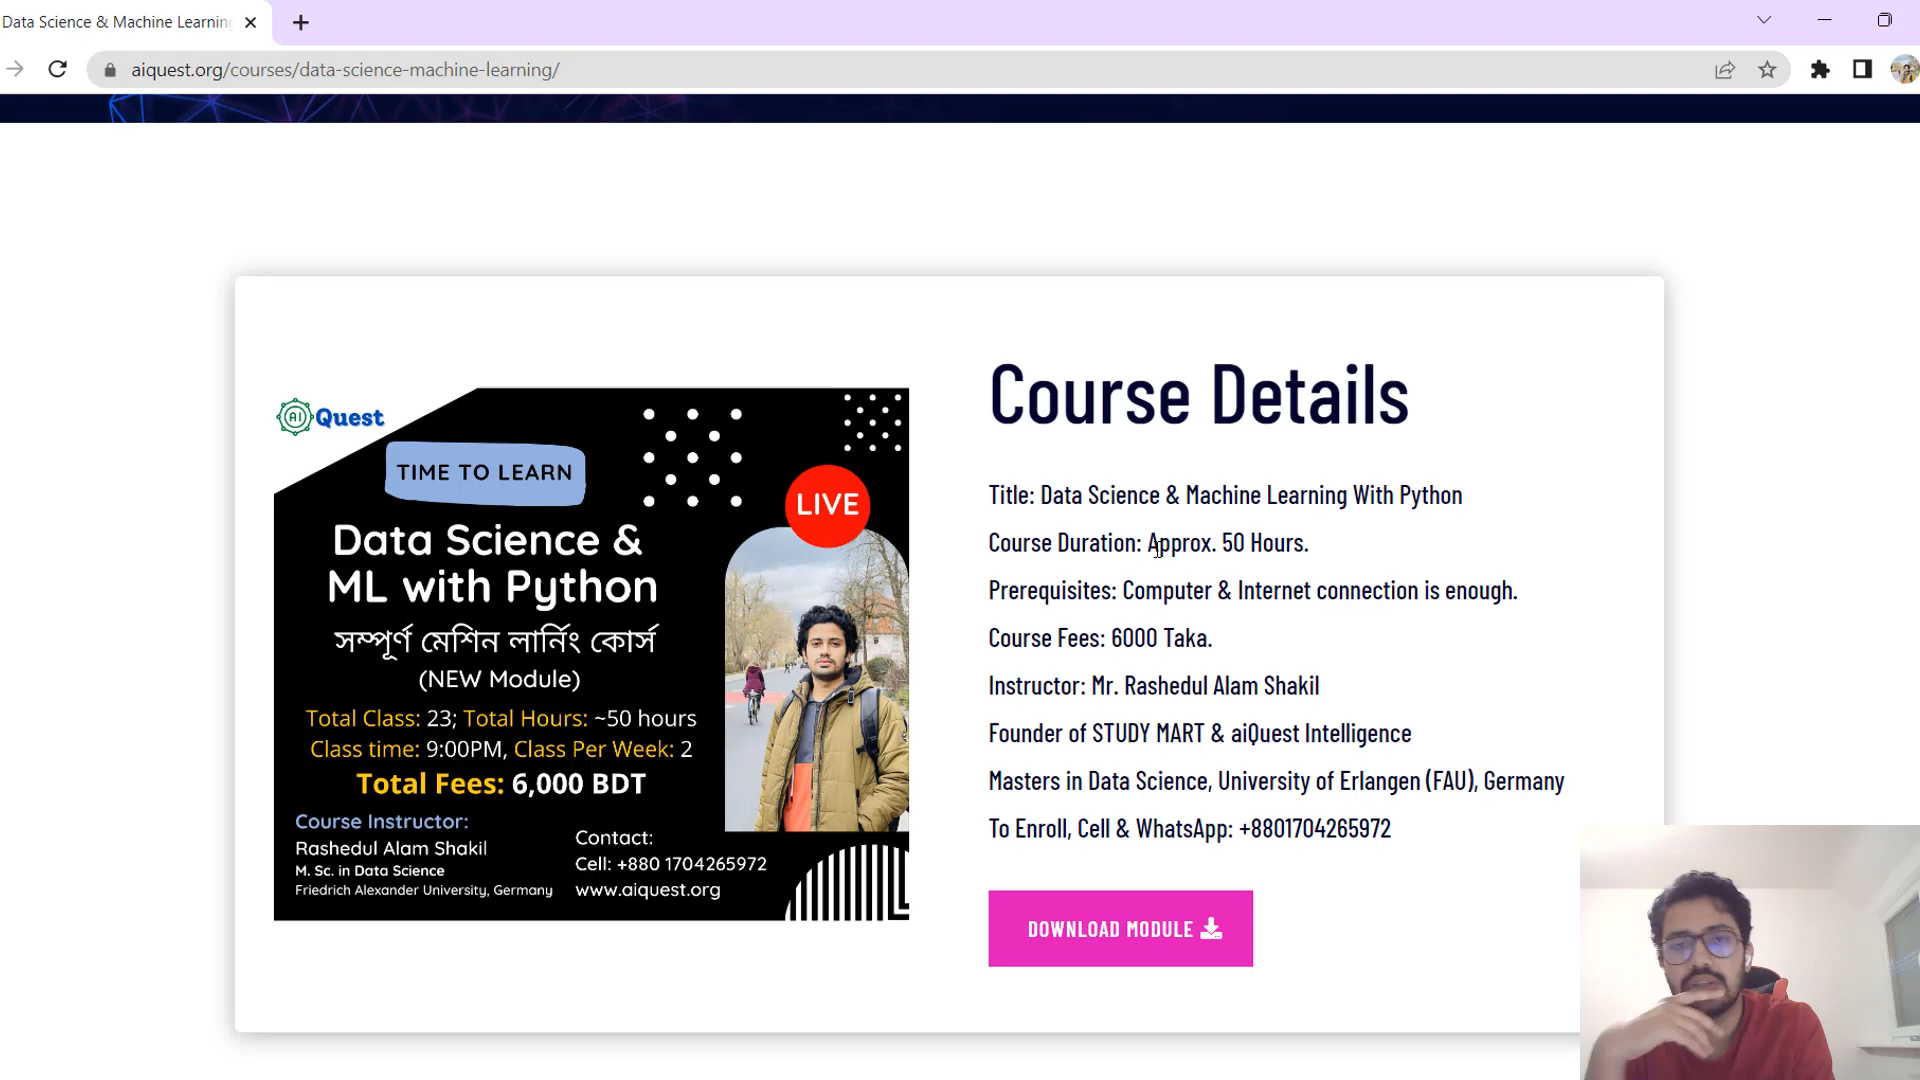 Data Science & Machine Learning
aiquest.org/courses/data-science-machine-learning/
AI Quest
TIME TO LEARN
LIVE
Data Science &
ML with Python
সম্পূর্ণ মেশিন লার্নিং কোর্স
(NEW Module)
Total Class: 23; Total Hours: ~50 hours
Class time: 9:00PM, Class Per Week: 2
Total Fees: 6,000 BDT
Course Instructor:
Rashedul Alam Shakil
M. Sc. in Data Science
Friedrich Alexander University, Germany
Contact:
Cell: +880 1704265972
www.aiquest.org
Course Details
Title: Data Science & Machine Learning With Python
Course Duration: Approx. 50 Hours.
Prerequisites: Computer & Internet connection is enough.
Course Fees: 6000 Taka.
Instructor: Mr. Rashedul Alam Shakil
Founder of STUDY MART & aiQuest Intelligence
Masters in Data Science, University of Erlangen (FAU), Germany
To Enroll, Cell & WhatsApp: +8801704265972
DOWNLOAD MODULE